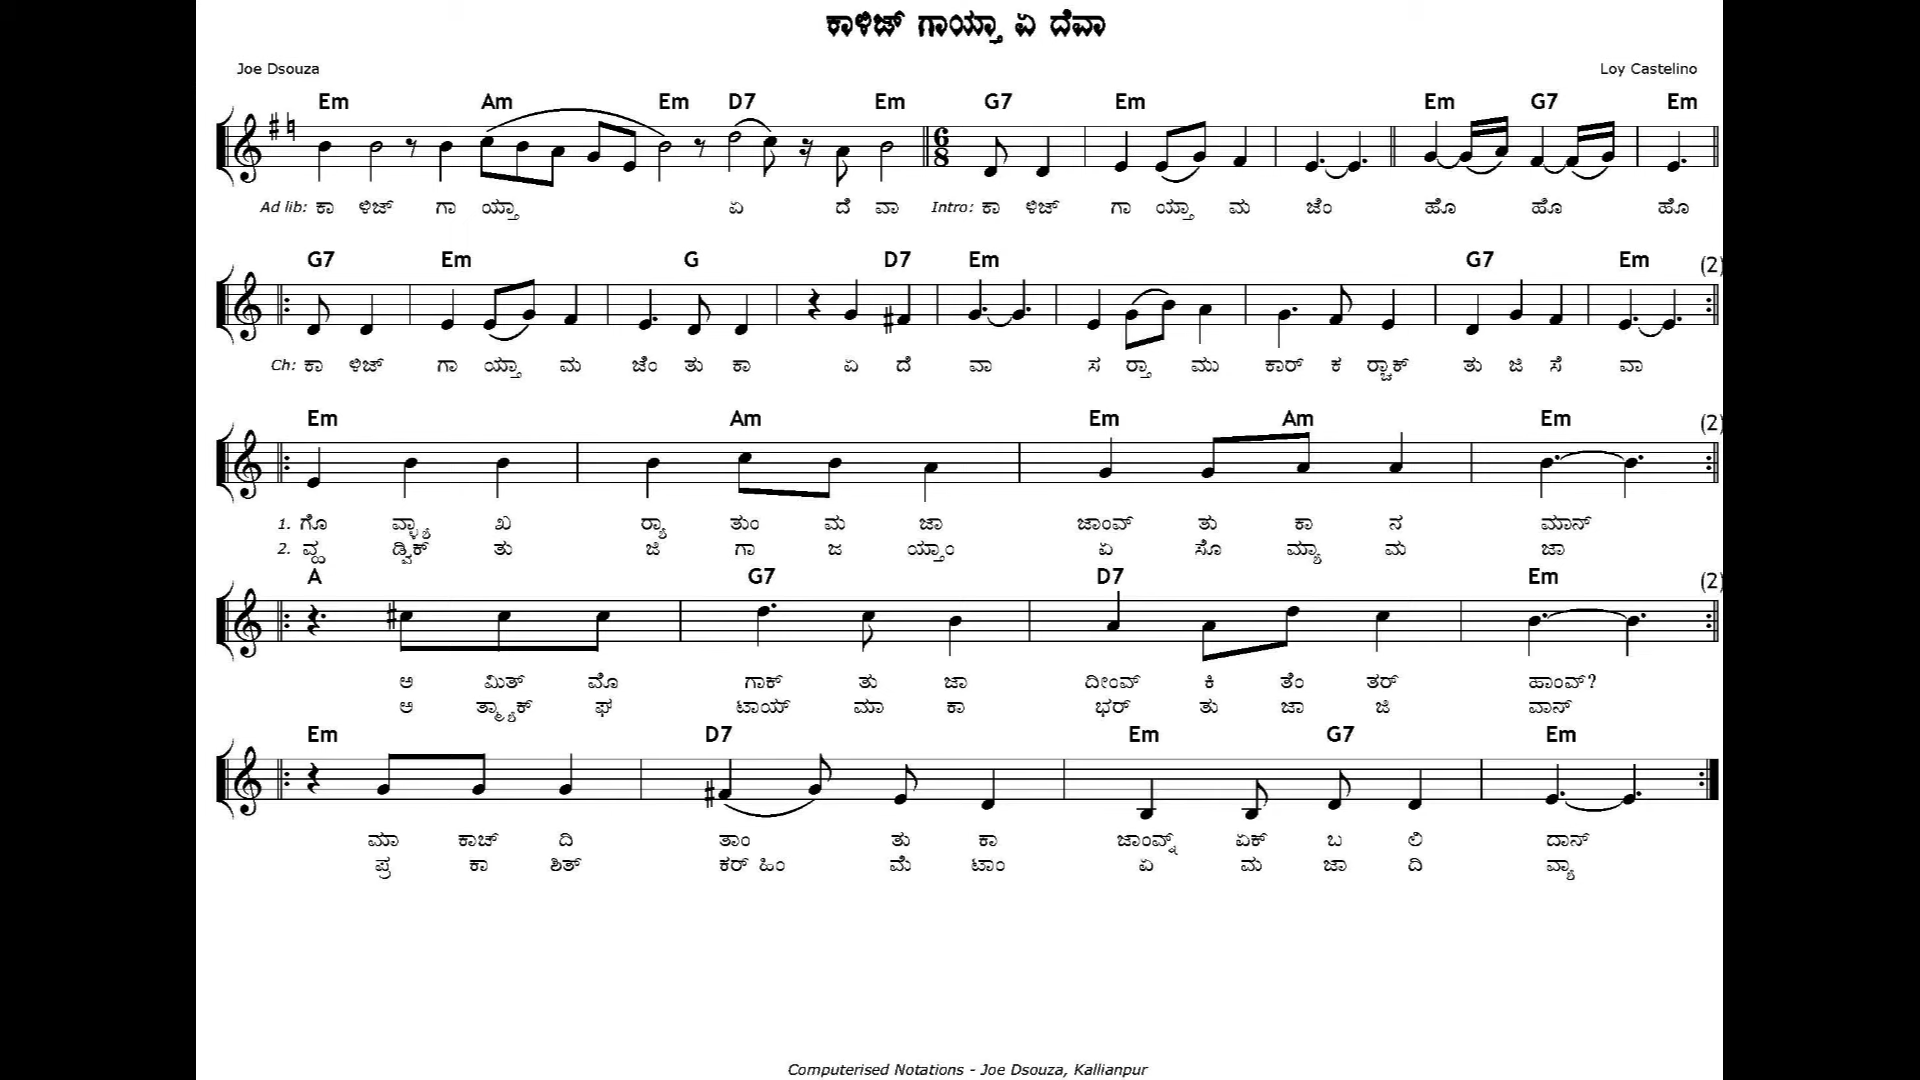 ಕಾಳಿಜ್ ಗಾಯ್ತಾ ಏ ದೆವಾ
Joe Dsouza Loy Castelino
Em Am Em D7 Em G7 Em Em G7 Em
6
8
Ad lib: ಕಾ ಳಿಜ್ ಗಾ ಯ್ತಾ ಏ ದೆ ವಾ Intro: ಕಾ ಳಿಜ್ ಗಾ ಯ್ತಾ ಮ ಜೆಂ ಹೊ ಹೊ ಹೊ
G7 Em G D7 Em G7 Em (2)
Ch: ಕಾ ಳಿಜ್ ಗಾ ಯ್ತಾ ಮ ಜೆಂ ತು ಕಾ ಏ ದೆ ವಾ ಸ ರ‍್ತಾ ಮು ಕಾರ್ ಕ ರ‍್ಚಾಕ್ ತು ಜಿ ಸೆ ವಾ
Em Am Em Am Em (2)
1. ಗೊ ವ್ಳ್ಯಾ ಖ ರ‍್ಯಾ ತುಂ ಮ ಜಾ ಜಾಂವ್ ತು ಕಾ ನ ಮಾನ್
2. ವ್ಹ ಡ್ವಿಕ್ ತು ಜಿ ಗಾ ಜ ಯ್ತಾಂ ಏ ಸೊ ಮ್ಯಾ ಮ ಜಾ
A G7 D7 Em (2)
ಅ ಮಿತ್ ಮೊ ಗಾಕ್ ತು ಜಾ ದೀಂವ್ ಕಿ ತೆಂ ತರ್ ಹಾಂವ್?
ಅ ತ್ಮ್ಯಾಕ್ ಘ ಟಾಯ್ ಮಾ ಕಾ ಭರ್ ತು ಜಾ ಜಿ ವಾನ್
Em D7 Em G7 Em
ಮಾ ಕಾಚ್ ದಿ ತಾಂ ತು ಕಾ ಜಾಂವ್ನ್ ಏಕ್ ಬ ಲಿ ದಾನ್
ಪ್ರ ಕಾ ಶಿತ್ ಕರ್ ಹಿಂ ಮೆ ಟಾಂ ಏ ಮ ಜಾ ದಿ ವ್ಯಾ
Computerised Notations - Joe Dsouza, Kallianpur